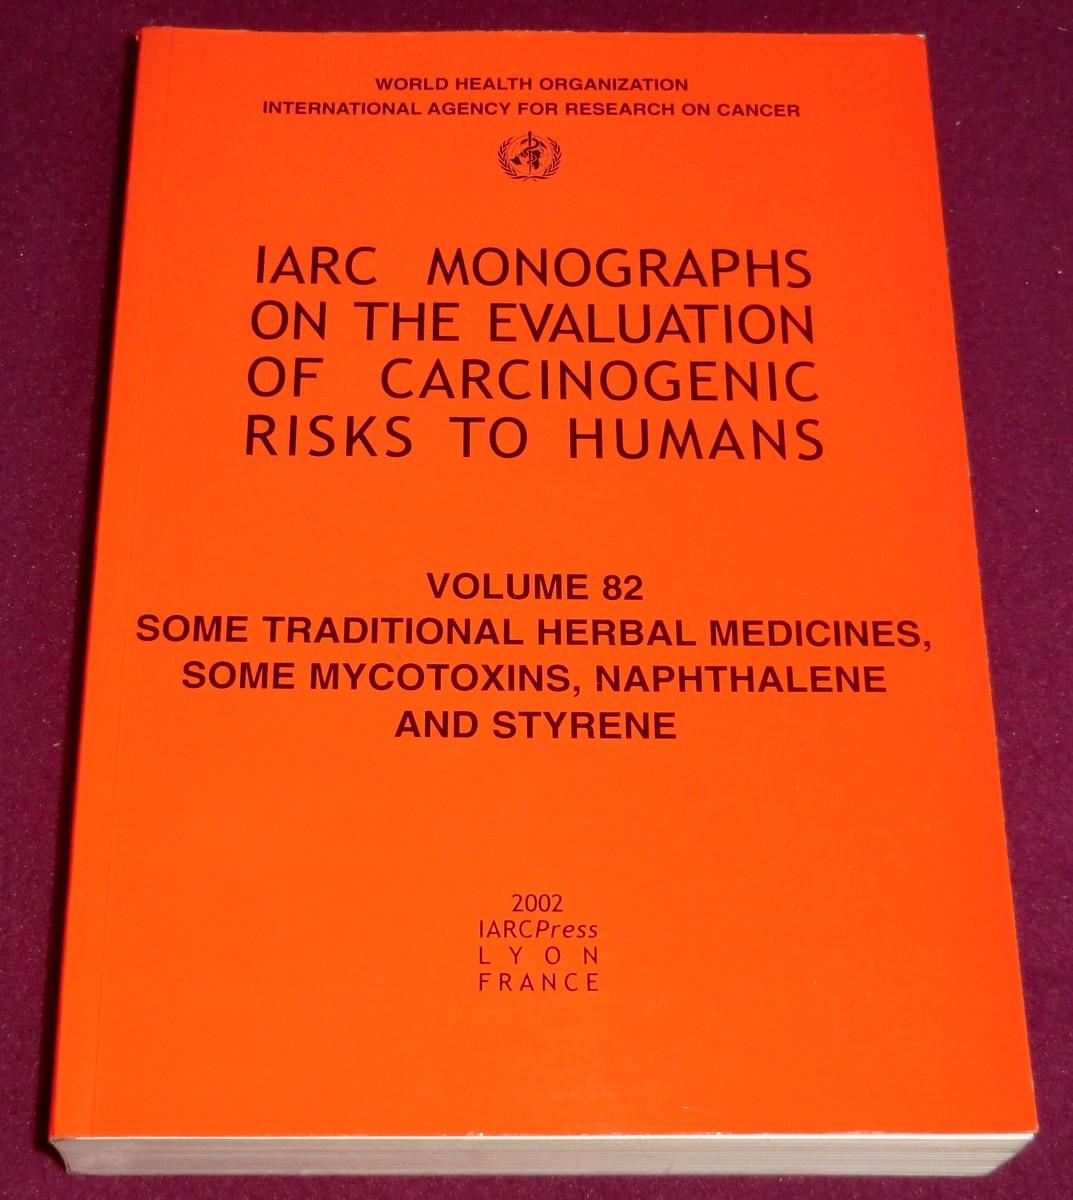 WORLD HEALTH ORGANIZATION
INTERNATIONAL AGENCY FOR RESEARCH ON CANCER
IARC MONOGRAPHS
ON THE EVALUATION
OF CARCINOGENIC
RISKS TO HUMANS
VOLUME 82
SOME TRADITIONAL HERBAL MEDICINES,
SOME MYCOTOXINS, NAPHTHALENE
AND STYRENE
2002
IARCPress
LYON
FRANCE